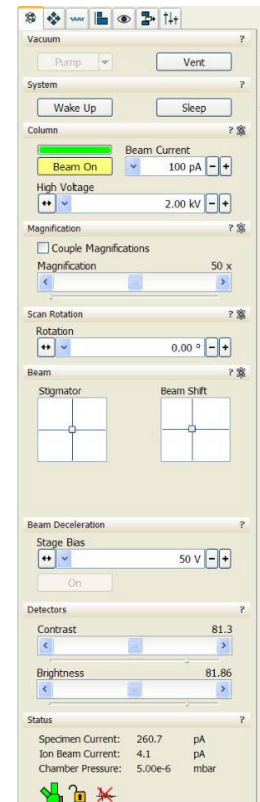 Vacuum ?
Pump Vent
System ?
Wake Up Sleep
Column ?
Beam Current
Beam On 100 pA - +
High Voltage
2.00 kV - +
Magnification ?
Couple Magnifications
Magnification 50 x
Scan Rotation ?
Rotation
0.00 ° - +
Beam ?
Stigmator Beam Shift
Beam Deceleration ?
Stage Bias
50 V - +
On
Detectors ?
Contrast 81.3
Brightness 81.86
Status ?
Specimen Current: 260.7 pA
Ion Beam Current: 4.1 pA
Chamber Pressure: 5.00e-6 mbar